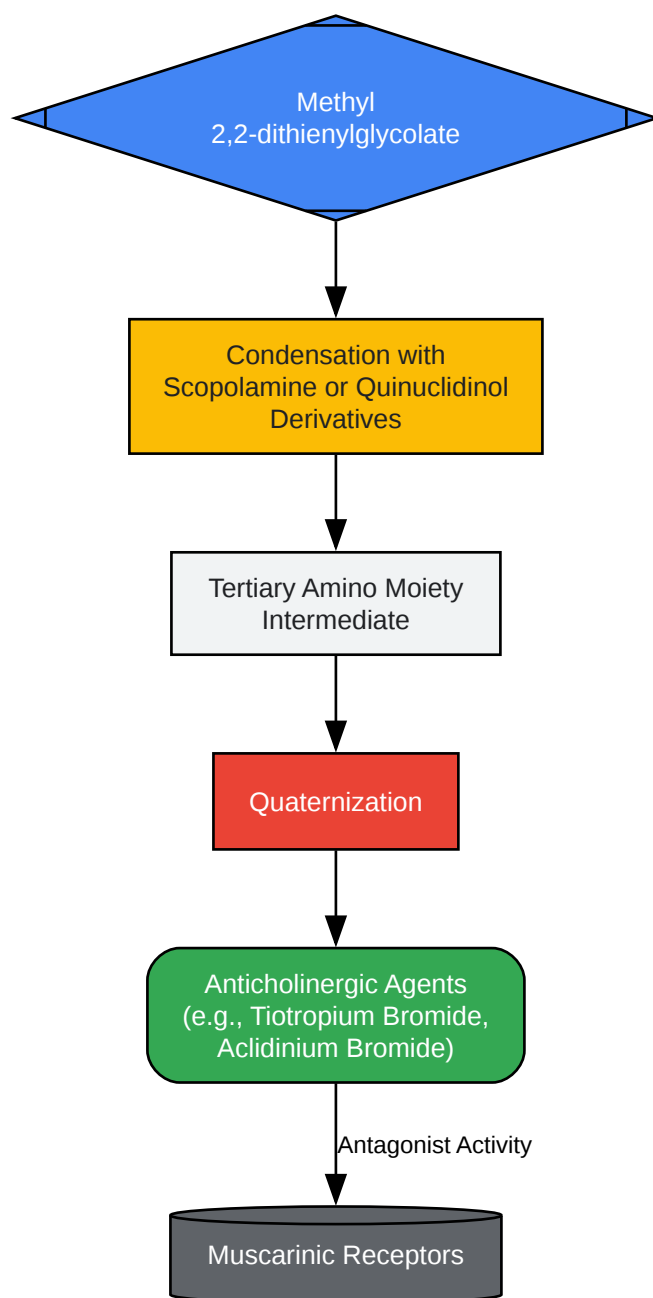 Methyl
2,2-dithienylglycolate
Condensation with
Scopolamine or Quinuclidinol
Derivatives
Tertiary Amino Moiety
Intermediate
Quaternization
Anticholinergic Agents
(e.g., Tiotropium Bromide,
Aclidinium Bromide)
Antagonist Activity
Muscarinic Receptors